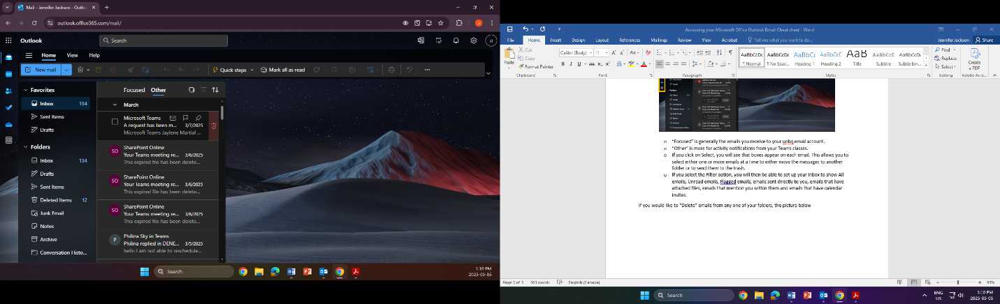 Mail - Jennifer Jackson - Outlook
outlook.office365.com/mail/
J
Outlook
Search
JJ
Home View Help
New mail
Quick steps
Mark all as read
Favorites
Inbox 134
Sent Items
Drafts
Folders
Inbox 134
Drafts
Sent Items
Deleted Items 12
Junk Email
Notes
Archive
Conversation Histo...
Focused Other
March
Microsoft Teams
A request has been m... 3/7/2025
Microsoft Teams Jaylene Martial ...
SO
SharePoint Online
Your Teams meeting re... 3/6/2025
This expired file has been delete...
SO
SharePoint Online
Your Teams meeting re... 3/6/2025
This expired file has been delete...
SO
SharePoint Online
Your Teams meeting re... 3/6/2025
This expired file has been delete...
P
Philina Sky in Teams
Philina replied in DENE... 3/5/2025
hello I am not able to reschedule...
Search
1:10 PM
2025-05-05
Accessing your Microsoft Office Outlook Email Cheat sheet - Word
File Home Insert Design Layout References Mailings Review View Acrobat Tell me what you want to do...
Jennifer Jackson Share
Paste
Cut
Copy
Format Painter
Clipboard
Calibri (Body) 11
Font
Paragraph
AaBbCcDc AaBbCcDc AaBbCc AaBbCcC AaB AaBbCcC AaBbCcDc
¶ Normal ¶ No Spac... Heading 1 Heading 2 Title Subtitle Subtle Em...
Styles
Find
Replace
Select
Editing
Create
a PDF
Adobe Acro...
o “Focused” is generally the emails you receive to your unbq email account.
o “Other” is more for activity notifications from your Teams classes.
o If you click on Select, you will see that boxes appear on each email. This allows you to
select either one or more emails at a time to either move the messages to another
folder or to send them to the trash.
o If you select the Filter option, you will then be able to set up your inbox to show All
emails, Unread emails, Flagged emails, emails sent directly to you, emails that have
attached files, emails that mention you within them and emails that have calendar
invites.
If you would like to “Delete” emails from any one of your folders, the picture below
Page 3 of 3 363 words English (Canada)
Search
ENG
US
1:10 PM
2025-05-05